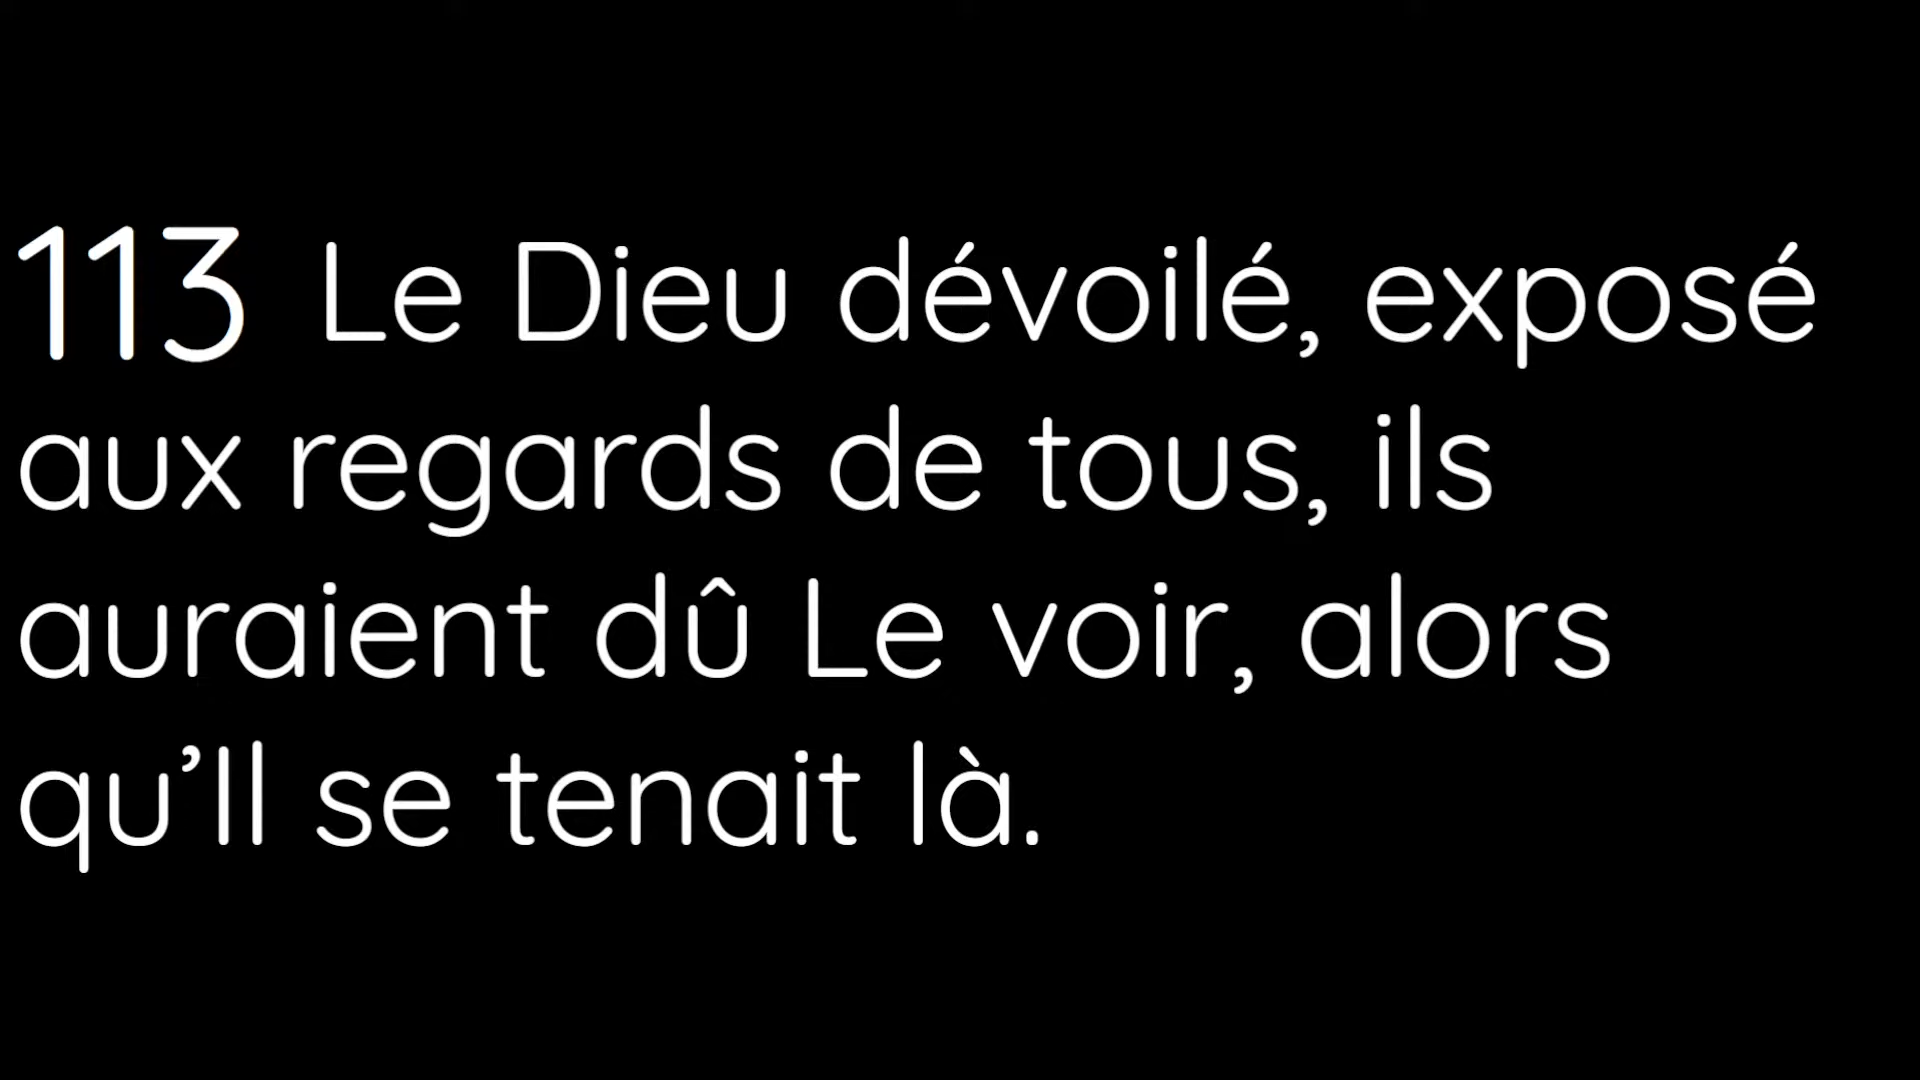 113 Le Dieu dévoilé, exposé
aux regards de tous, ils
auraient dû Le voir, alors
qu’Il se tenait là.